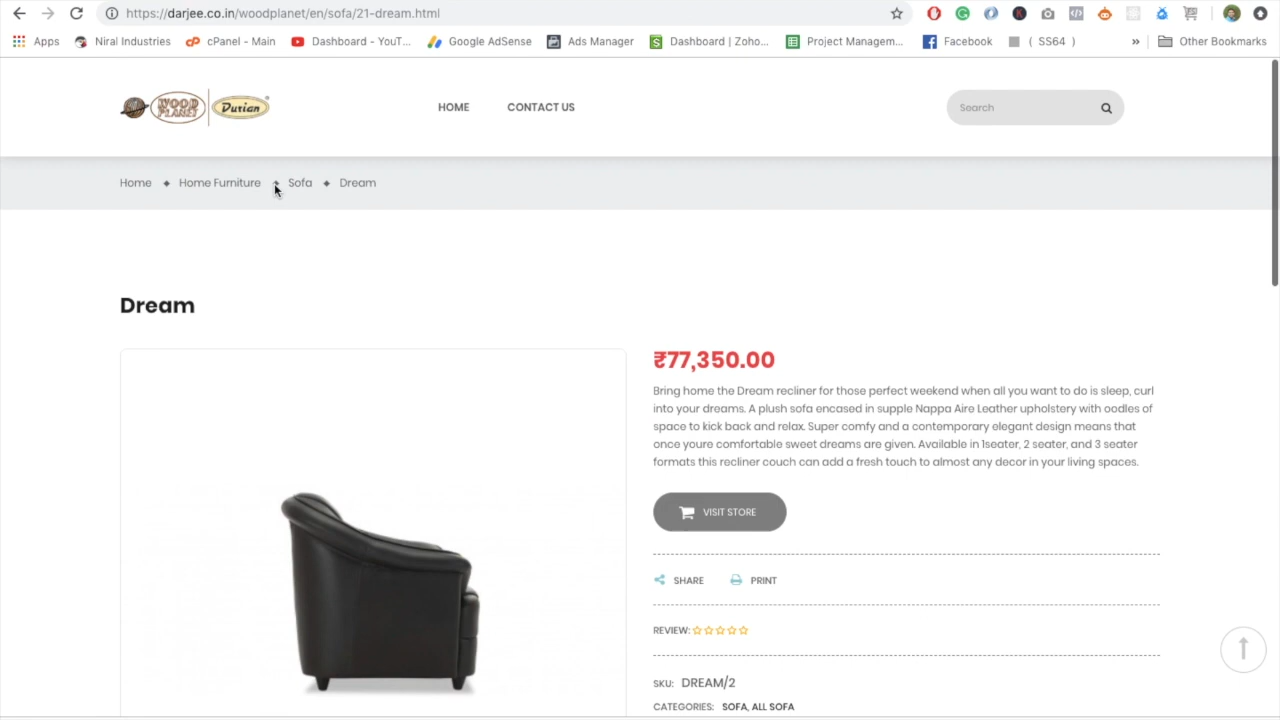 https://darjee.co.in/woodplanet/en/sofa/21-dream.html
Apps Niral Industries cPanel - Main Dashboard - YouT... Google AdSense Ads Manager Dashboard | Zoho... Project Managem... Facebook ( SS64 ) » Other Bookmarks
WOOD PLANET Durian HOME CONTACT US Search
Home Home Furniture Sofa Dream
Dream
₹77,350.00
Bring home the Dream recliner for those perfect weekend when all you want to do is sleep, curl
into your dreams. A plush sofa encased in supple Nappa Aire Leather upholstery with oodles of
space to kick back and relax. Super comfy and a contemporary elegant design means that
once youre comfortable sweet dreams are given. Available in 1seater, 2 seater, and 3 seater
formats this recliner couch can add a fresh touch to almost any decor in your living spaces.
VISIT STORE
SHARE PRINT
REVIEW:
SKU: DREAM/2
CATEGORIES: SOFA, ALL SOFA